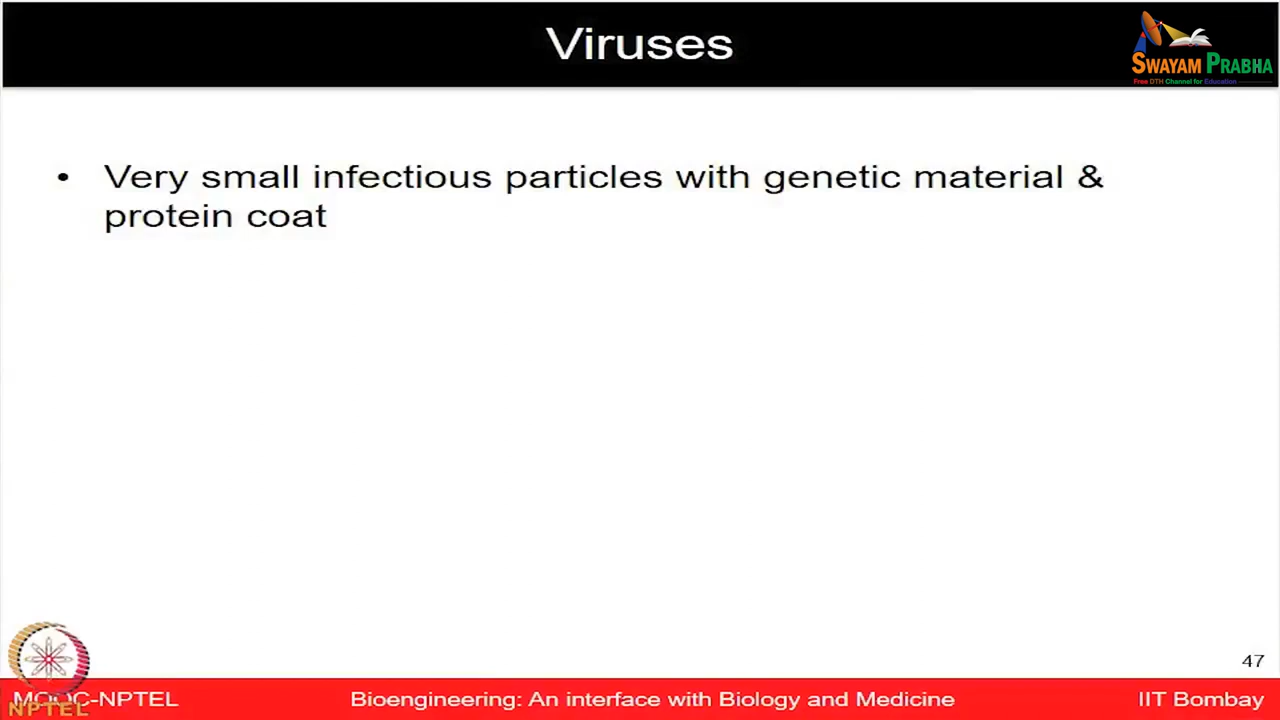 Viruses
SWAYAM PRABHA
Free DTH Channel for Education
• Very small infectious particles with genetic material &
protein coat
47
MOOC-NPTEL
NPTEL
Bioengineering: An interface with Biology and Medicine
IIT Bombay